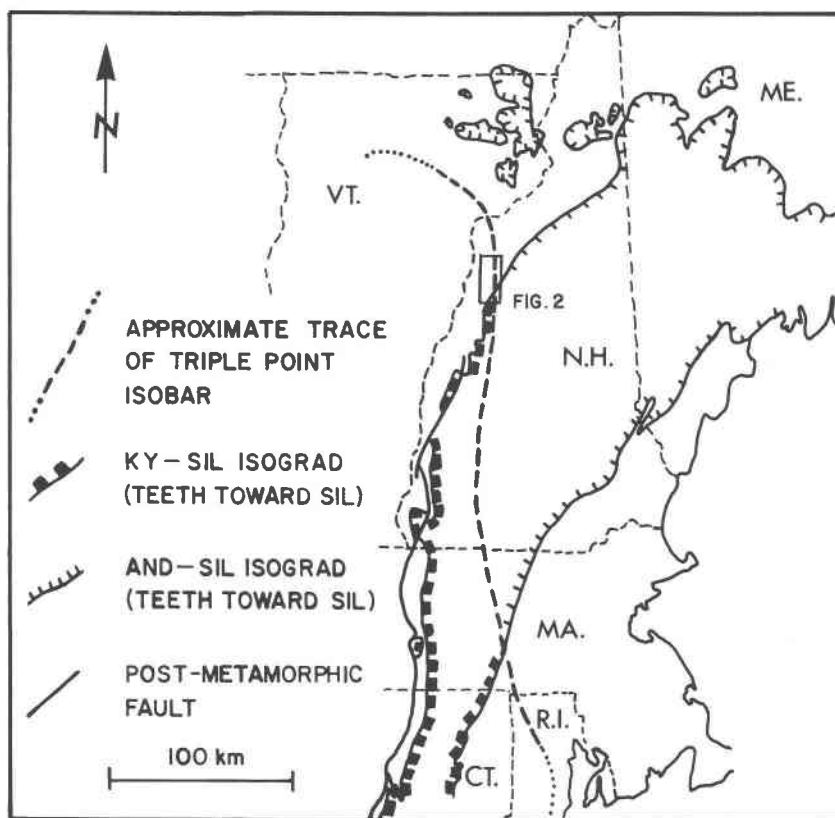 N
ME.
VT.
FIG. 2
N.H.
APPROXIMATE TRACE
OF TRIPLE POINT
ISOBAR
KY–SIL ISOGRAD
(TEETH TOWARD SIL)
AND–SIL ISOGRAD
(TEETH TOWARD SIL)
MA.
POST-METAMORPHIC
FAULT
R.I.
100 km
CT.